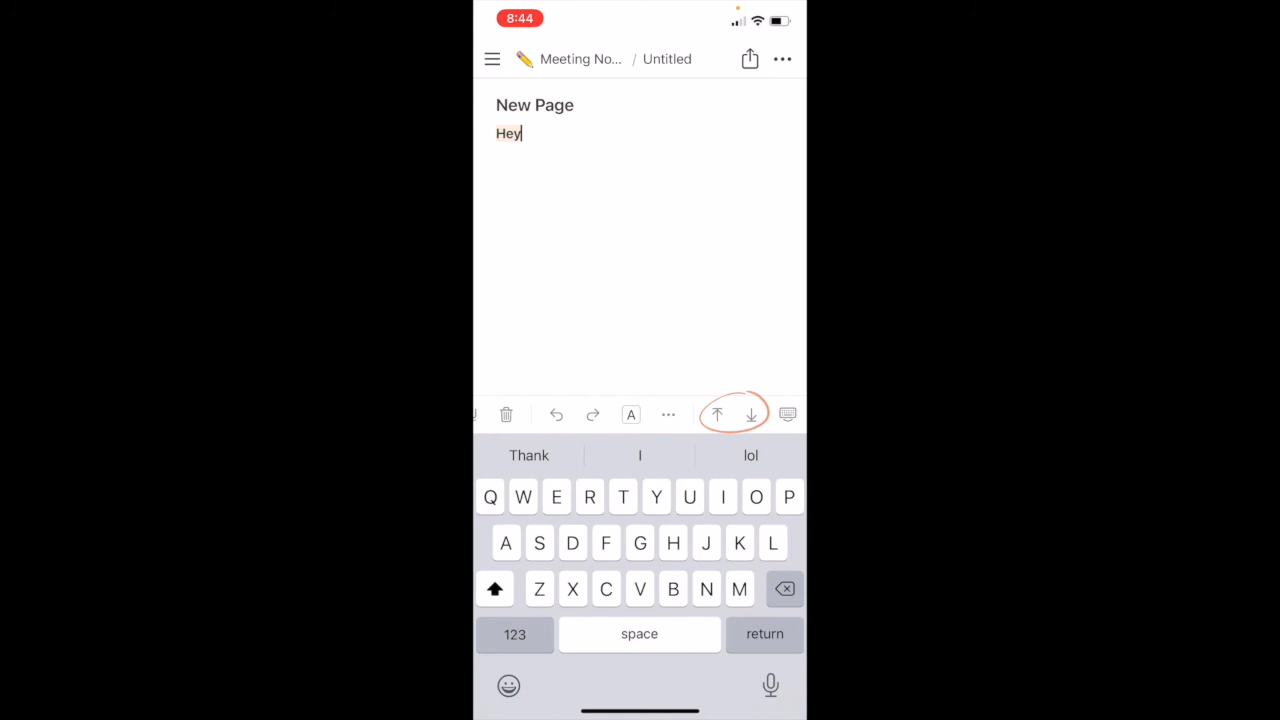 8:44
Meeting No... / Untitled
New Page
Hey
A
Thank I lol
Q W E R T Y U I O P
A S D F G H J K L
Z X C V B N M
123 space return